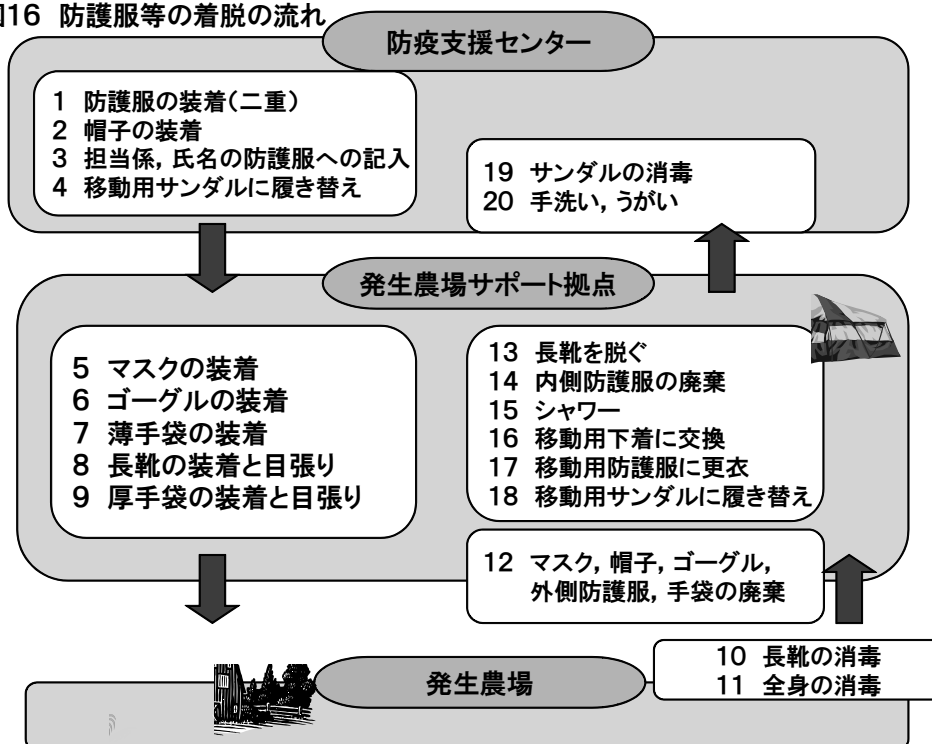 図16 防護服等の着脱の流れ
防疫支援センター
1 防護服の装着(二重)
2 帽子の装着
3 担当係, 氏名の防護服への記入
4 移動用サンダルに履き替え
19 サンダルの消毒
20 手洗い, うがい
発生農場サポート拠点
5 マスクの装着
6 ゴーグルの装着
7 薄手袋の装着
8 長靴の装着と目張り
9 厚手袋の装着と目張り
13 長靴を脱ぐ
14 内側防護服の廃棄
15 シャワー
16 移動用下着に交換
17 移動用防護服に更衣
18 移動用サンダルに履き替え
12 マスク, 帽子, ゴーグル,
外側防護服, 手袋の廃棄
発生農場
10 長靴の消毒
11 全身の消毒